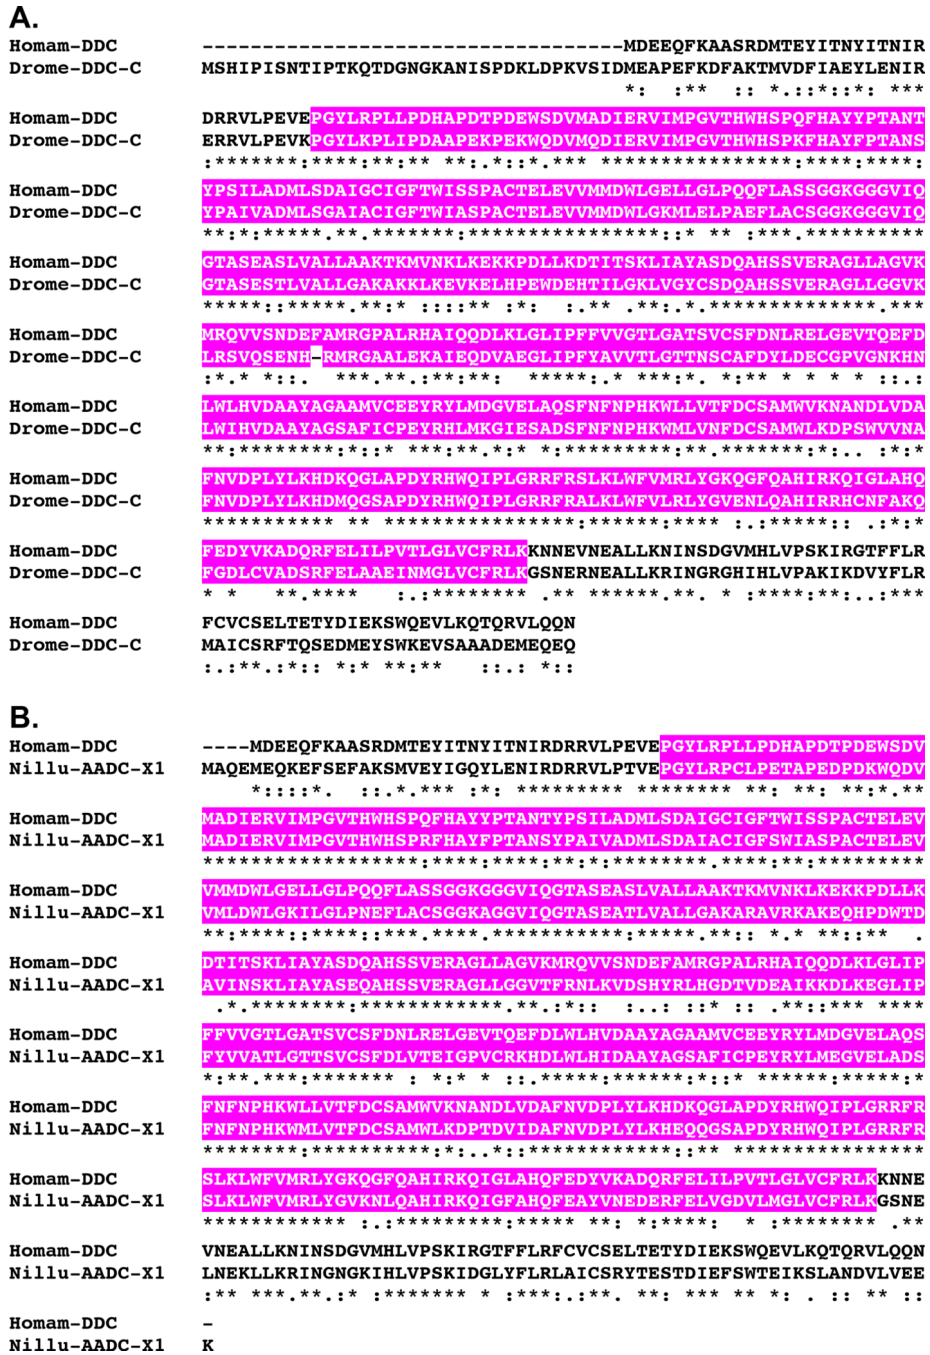 A.
Homam-DDC -----------------------------------MDEEQFKAASRDMTEYITNYITNIR
Drome-DDC-C MSHIPISNTIPTKQTDGNGKANISPDKLDPKVSIDMEAPEFKDFAKTMVDFIAEYLENIR
*: :** :: *.::*::: ***
Homam-DDC DRRVLPEVEPGYLRPLLPDHAPDTPDEWSDVMADIERVIMPGVTHWHSPQFHAYYPTANT
Drome-DDC-C ERRVLPEVKPGYLKPLIPDAAPEKPEKWQDVMQDIERVIMPGVTHWHSPKFHAYFPTANS
:*******:****:**:** **:.*::*.*** ****************:****:****:
Homam-DDC YPSILADMLSDAIGCIGFTWISSPACTELEVVMMDWLGELLGLPQQFLASSGGKGGGVIQ
Drome-DDC-C YPAIVADMLSGAIACIGFTWIASPACTELEVVMMDWLGKMLELPAEFLACSGGKGGGVIQ
**:*:*****.**.*******:****************::* ** :***.**********
Homam-DDC GTASEASLVALLAAKTKMVNKLKEKKPDLLKDTITSKLIAYASDQAHSSVERAGLLAGVK
Drome-DDC-C GTASESTLVALLGAKAKKLKEVKELHPEWDEHTILGKLVGYCSDQAHSSVERAGLLGGVK
*****::*****.**:* ::::** :*: :.** .**:.*.**************.***
Homam-DDC MRQVVSNDEFAMRGPALRHAIQQDLKLGLIPFFVVGTLGATSVCSFDNLRELGEVTQEFD
Drome-DDC-C LRSVQSENH-RMRGAALEKAIEQDVAEGLIPFYAVVTLGTTNSCAFDYLDECGPVGNKHN
:*.* *::. ***.**.:**:**: *****:.* ***:*. *:** * * * * ::.:
Homam-DDC LWLHVDAAYAGAAMVCEEYRYLMDGVELAQSFNFNPHKWLLVTFDCSAMWVKNANDLVDA
Drome-DDC-C LWIHVDAAYAGSAFICPEYRHLMKGIESADSFNFNPHKWMLVNFDCSAMWLKDPSWVVNA
**:********:*::* ***:**.*:* *:*********:**.*******:*:.. :*:*
Homam-DDC FNVDPLYLKHDKQGLAPDYRHWQIPLGRRFRSLKLWFVMRLYGKQGFQAHIRKQIGLAHQ
Drome-DDC-C FNVDPLYLKHDMQGSAPDYRHWQIPLGRRFRALKLWFVLRLYGVENLQAHIRRHCNFAKQ
*********** ** ****************:******:**** :.:*****:: .:*:*
Homam-DDC FEDYVKADQRFELILPVTLGLVCFRLKKNNEVNEALLKNINSDGVMHLVPSKIRGTFFLR
Drome-DDC-C FGDLCVADSRFELAAEINMGLVCFRLKGSNERNEALLKRINGRGHIHLVPAKIKDVYFLR
* * **.**** :.:******** .** ******.**. * :****:**:..:***
Homam-DDC FCVCSELTETYDIEKSWQEVLKQTQRVLQQN
Drome-DDC-C MAICSRFTQSEDMEYSWKEVSAAADEMEQEQ
:.:**.:*:: *:* **:** ::.: *::
B.
Homam-DDC ----MDEEQFKAASRDMTEYITNYITNIRDRRVLPEVEPGYLRPLLPDHAPDTPDEWSDV
Nillu-AADC-X1 MAQEMEQKEFSEFAKSMVEYIGQYLENIRDRRVLPTVEPGYLRPCLPETAPEDPDKWQDV
*::::*. ::.*.*** :*: ********* ******** **: **: **:*.**
Homam-DDC MADIERVIMPGVTHWHSPQFHAYYPTANTYPSILADMLSDAIGCIGFTWISSPACTELEV
Nillu-AADC-X1 MADIERVIMPGVTHWHSPRFHAYFPTANSYPAIVADMLSDAIACIGFSWIASPACTELEV
******************:****:****:**:*:********.****:**:*********
Homam-DDC VMMDWLGELLGLPQQFLASSGGKGGGVIQGTASEASLVALLAAKTKMVNKLKEKKPDLLK
Nillu-AADC-X1 VMLDWLGKILGLPNEFLACSGGKAGGVIQGTASEATLVALLGAKARAVRKAKEQHPDWTD
**:****::****::***.****.***********:*****.**:: *.* **::** .
Homam-DDC DTITSKLIAYASDQAHSSVERAGLLAGVKMRQVVSNDEFAMRGPALRHAIQQDLKLGLIP
Nillu-AADC-X1 AVINSKLIAYASEQAHSSVERAGLLGGVTFRNLKVDSHYRLHGDTVDEAIKKDLKEGLIP
.*.********:************.**.:*:: :..: ::* :: .**::*** ****
Homam-DDC FFVVGTLGATSVCSFDNLRELGEVTQEFDLWLHVDAAYAGAAMVCEEYRYLMDGVELAQS
Nillu-AADC-X1 FYVVATLGTTSVCSFDLVTEIGPVCRKHDLWLHIDAAYAGSAFICPEYRYLMEGVELADS
*:**.***:******* : *:* * ::.*****:******:*::* ******:*****:*
Homam-DDC FNFNPHKWLLVTFDCSAMWVKNANDLVDAFNVDPLYLKHDKQGLAPDYRHWQIPLGRRFR
Nillu-AADC-X1 FNFNPHKWMLVTFDCSAMWLKDPTDVIDAFNVDPLYLKHEQQGSAPDYRHWQIPLGRRFR
********:**********:*:..*::************::** ****************
Homam-DDC SLKLWFVMRLYGKQGFQAHIRKQIGLAHQFEDYVKADQRFELILPVTLGLVCFRLKKNNE
Nillu-AADC-X1 SLKLWFVMRLYGVKNLQAHIRKQIGFAHQFEAYVNEDERFELVGDVLMGLVCFRLKGSNE
************ :.:*********:***** **: *:****: * :******** .**
Homam-DDC VNEALLKNINSDGVMHLVPSKIRGTFFLRFCVCSELTETYDIEKSWQEVLKQTQRVLQQN
Nillu-AADC-X1 LNEKLLKRINGNGKIHLVPSKIDGLYFLRLAICSRYTESTDIEFSWTEIKSLANDVLVEE
:** ***.**.:* :******* * :***:.:**. **: *** ** *: . :: ** ::
Homam-DDC -
Nillu-AADC-X1 K